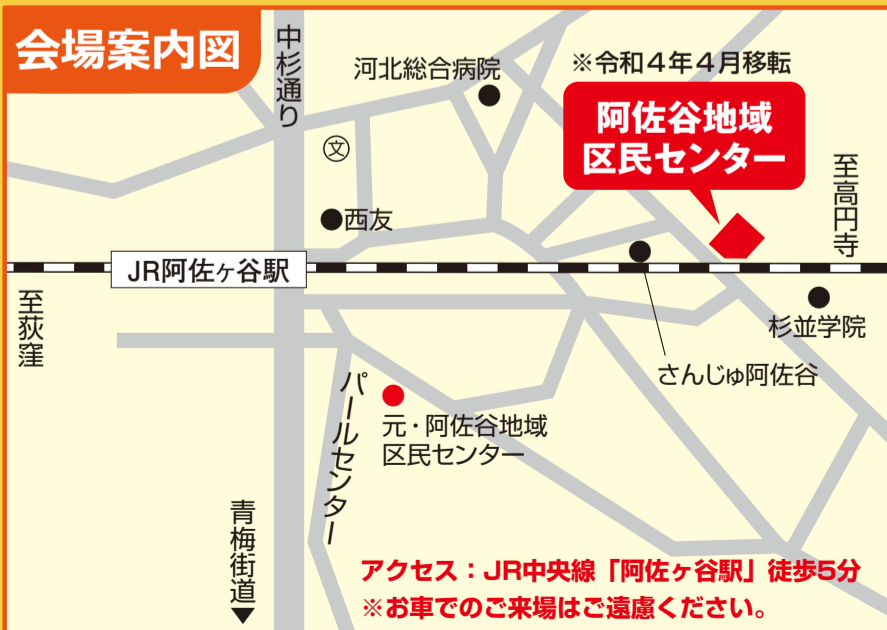 会場案内図
中杉通り
河北総合病院
※令和4年4月移転
阿佐谷地域
区民センター
至高円寺
文
西友
JR阿佐ヶ谷駅
至荻窪
杉並学院
さんじゅ阿佐谷
パールセンター
元・阿佐谷地域
区民センター
青梅街道
アクセス：JR中央線「阿佐ヶ谷駅」徒歩5分
※お車でのご来場はご遠慮ください。